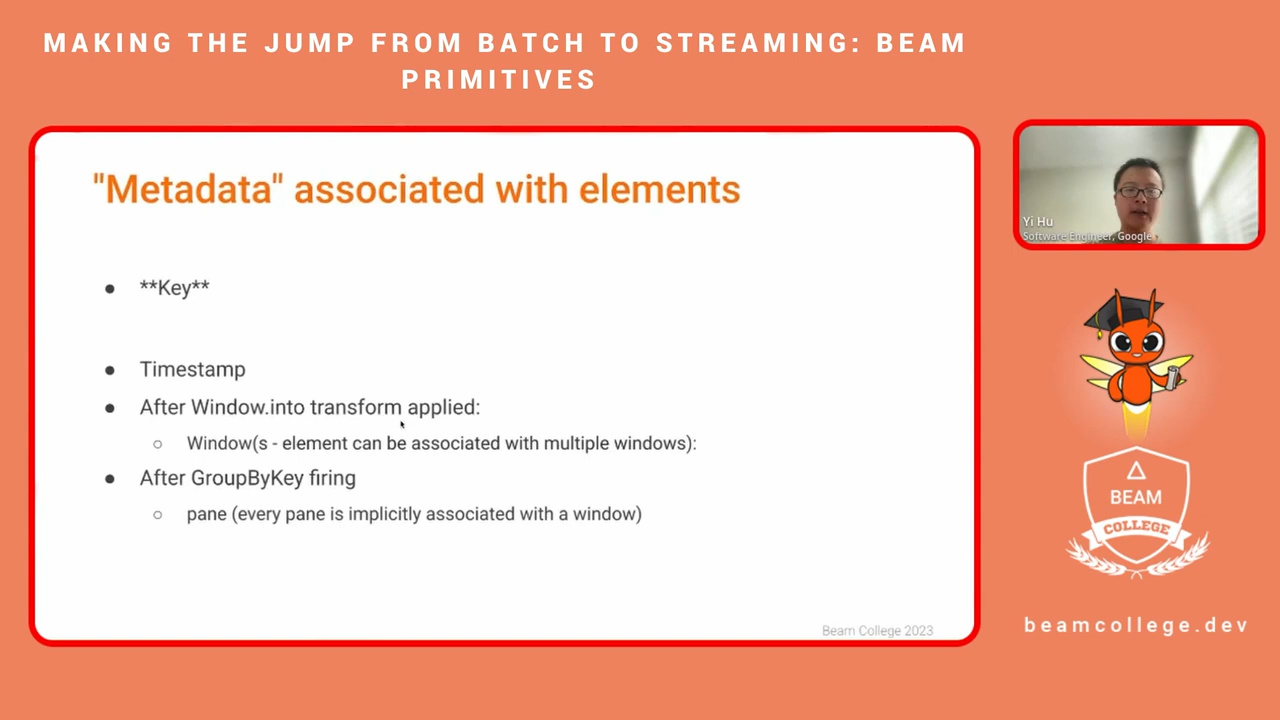 MAKING THE JUMP FROM BATCH TO STREAMING: BEAM
PRIMITIVES
"Metadata" associated with elements
● **Key**
● Timestamp
● After Window.into transform applied:
○ Window(s - element can be associated with multiple windows):
● After GroupByKey firing
○ pane (every pane is implicitly associated with a window)
Beam College 2023
Yi Hu
Software Engineer, Google
BEAM
COLLEGE
beamcollege.dev